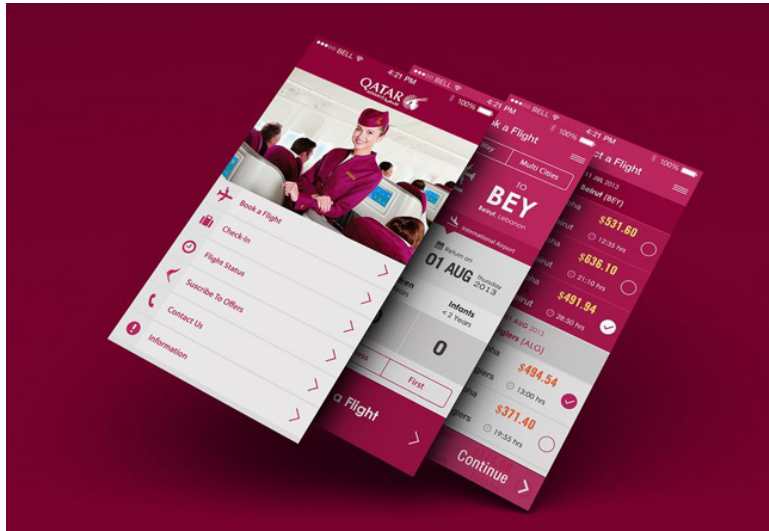 BELL
4:21 PM
100%
QATAR
Book a Flight
Check-In
Flight Status
Suscribe To Offers
Contact Us
Information
BELL
4:21 PM
100%
a Flight
Way
Multi Cities
TO
BEY
Beirut, Lebanon
International Airport
Return on
01 AUG
Thursday
2013
Infants
< 2 Years
0
First
a Flight
BELL
4:21 PM
100%
a Flight
01 JUL 2013
Beirut [BEY]
$531.60
12:35 hrs
$636.10
21:10 hrs
$491.94
28:50 hrs
2013
[ALG]
$494.54
13:00 hrs
$371.40
19:55 hrs
Continue